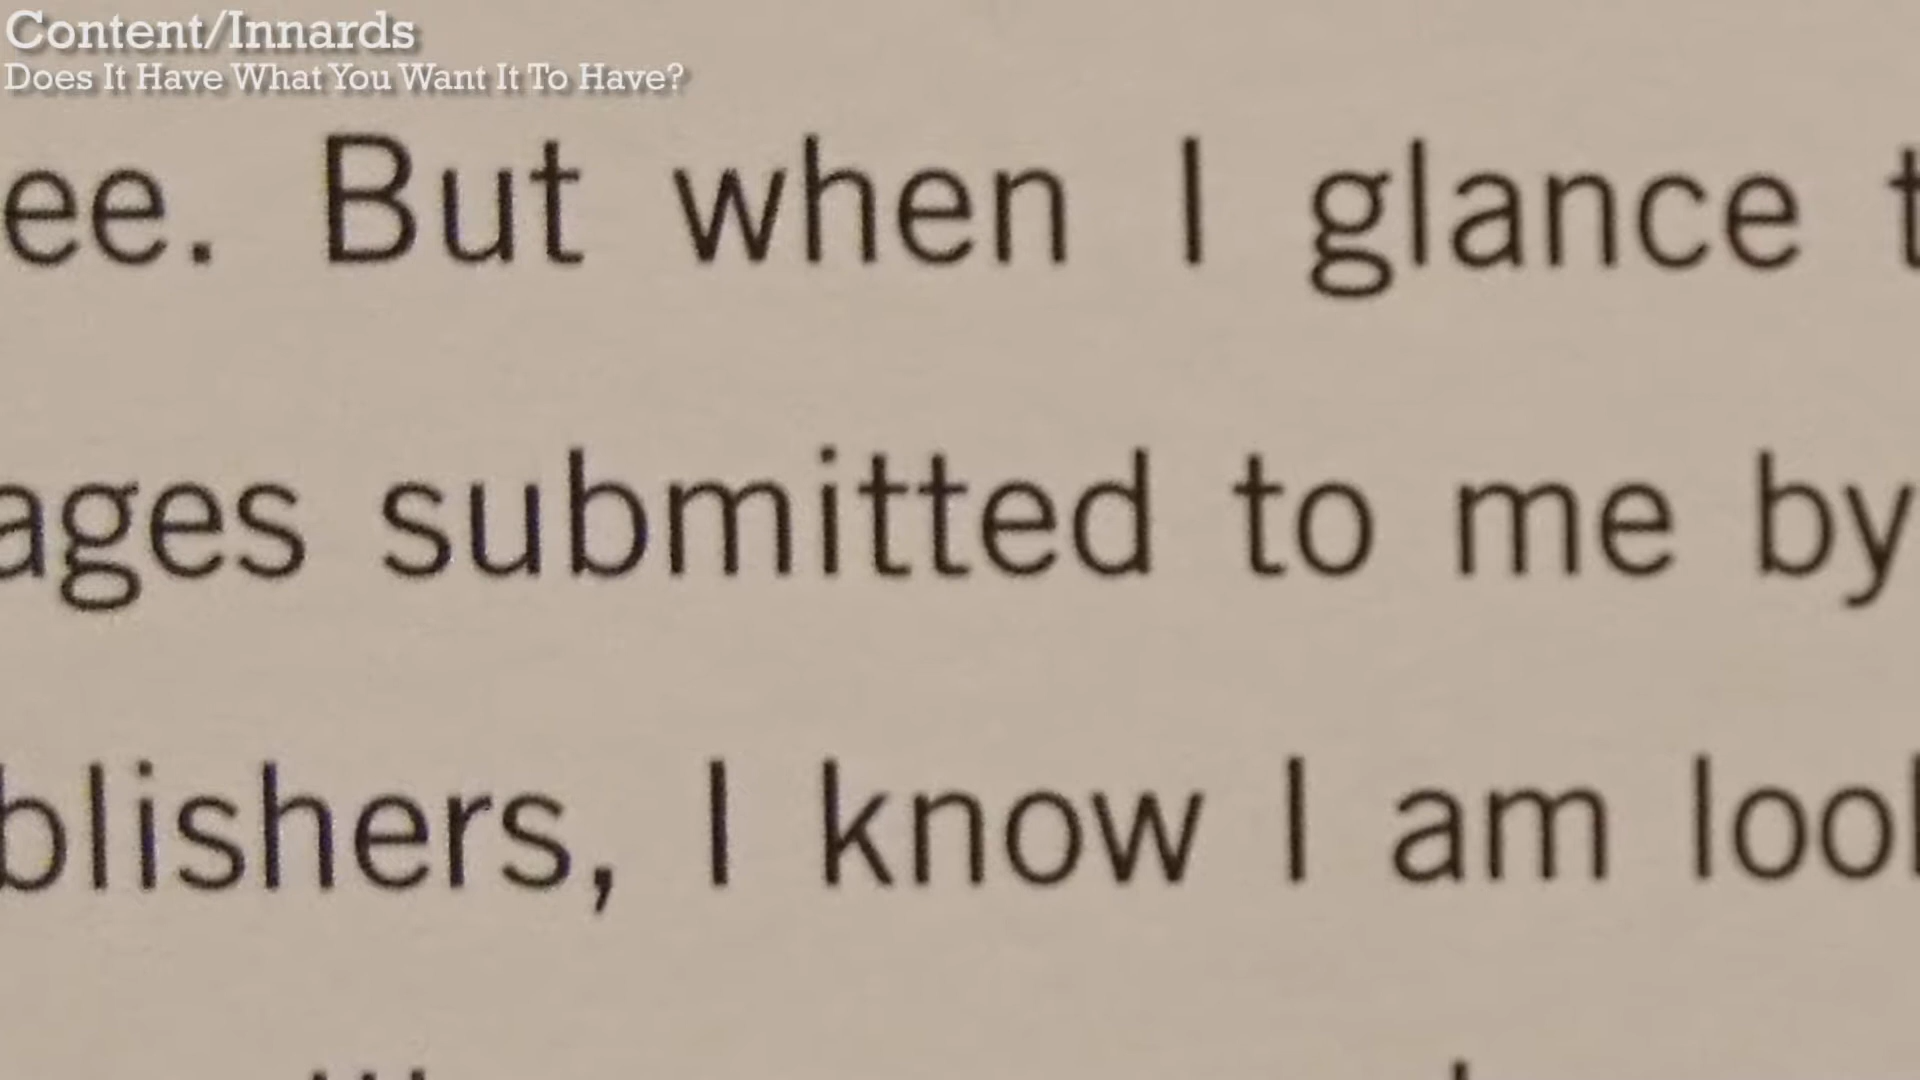 Content/Innards
Does It Have What You Want It To Have?
ee. But when I glance t
ages submitted to me by
blishers, I know I am loo